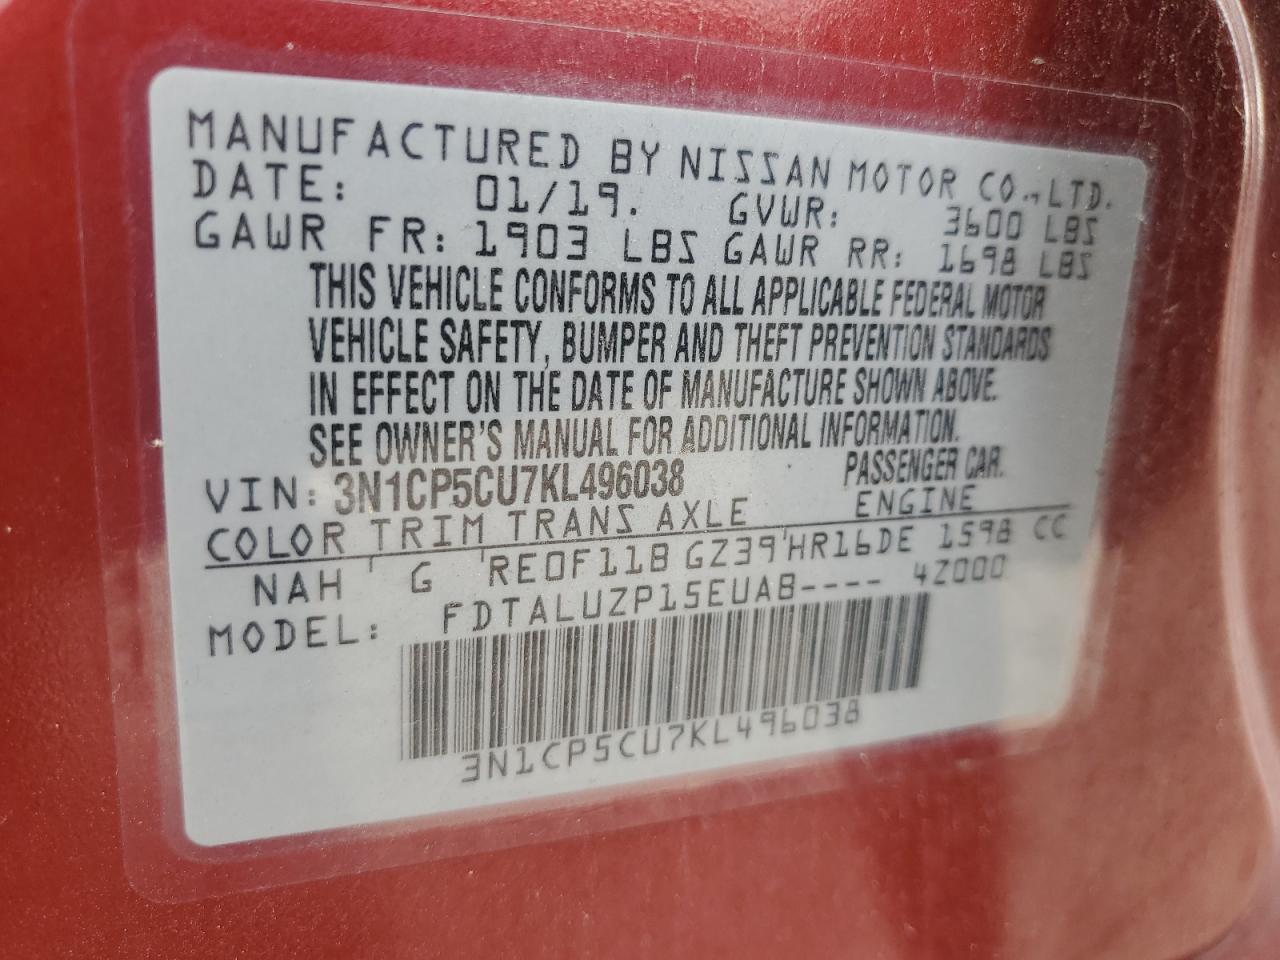 MANUFACTURED BY NISSAN MOTOR CO., LTD.
DATE: 01/19. GVWR: 3600 LBS
GAWR FR: 1903 LBS GAWR RR: 1698 LBS
THIS VEHICLE CONFORMS TO ALL APPLICABLE FEDERAL MOTOR
VEHICLE SAFETY, BUMPER AND THEFT PREVENTION STANDARDS
IN EFFECT ON THE DATE OF MANUFACTURE SHOWN ABOVE.
SEE OWNER'S MANUAL FOR ADDITIONAL INFORMATION.
VIN: 3N1CP5CU7KL496038 PASSENGER CAR.
COLOR TRIM TRANS AXLE ENGINE
NAH ' G 'RE0F11B GZ39'HR16DE 1598 CC
MODEL: FDTALUZP15EUAB---- 4Z000
3N1CP5CU7KL496038